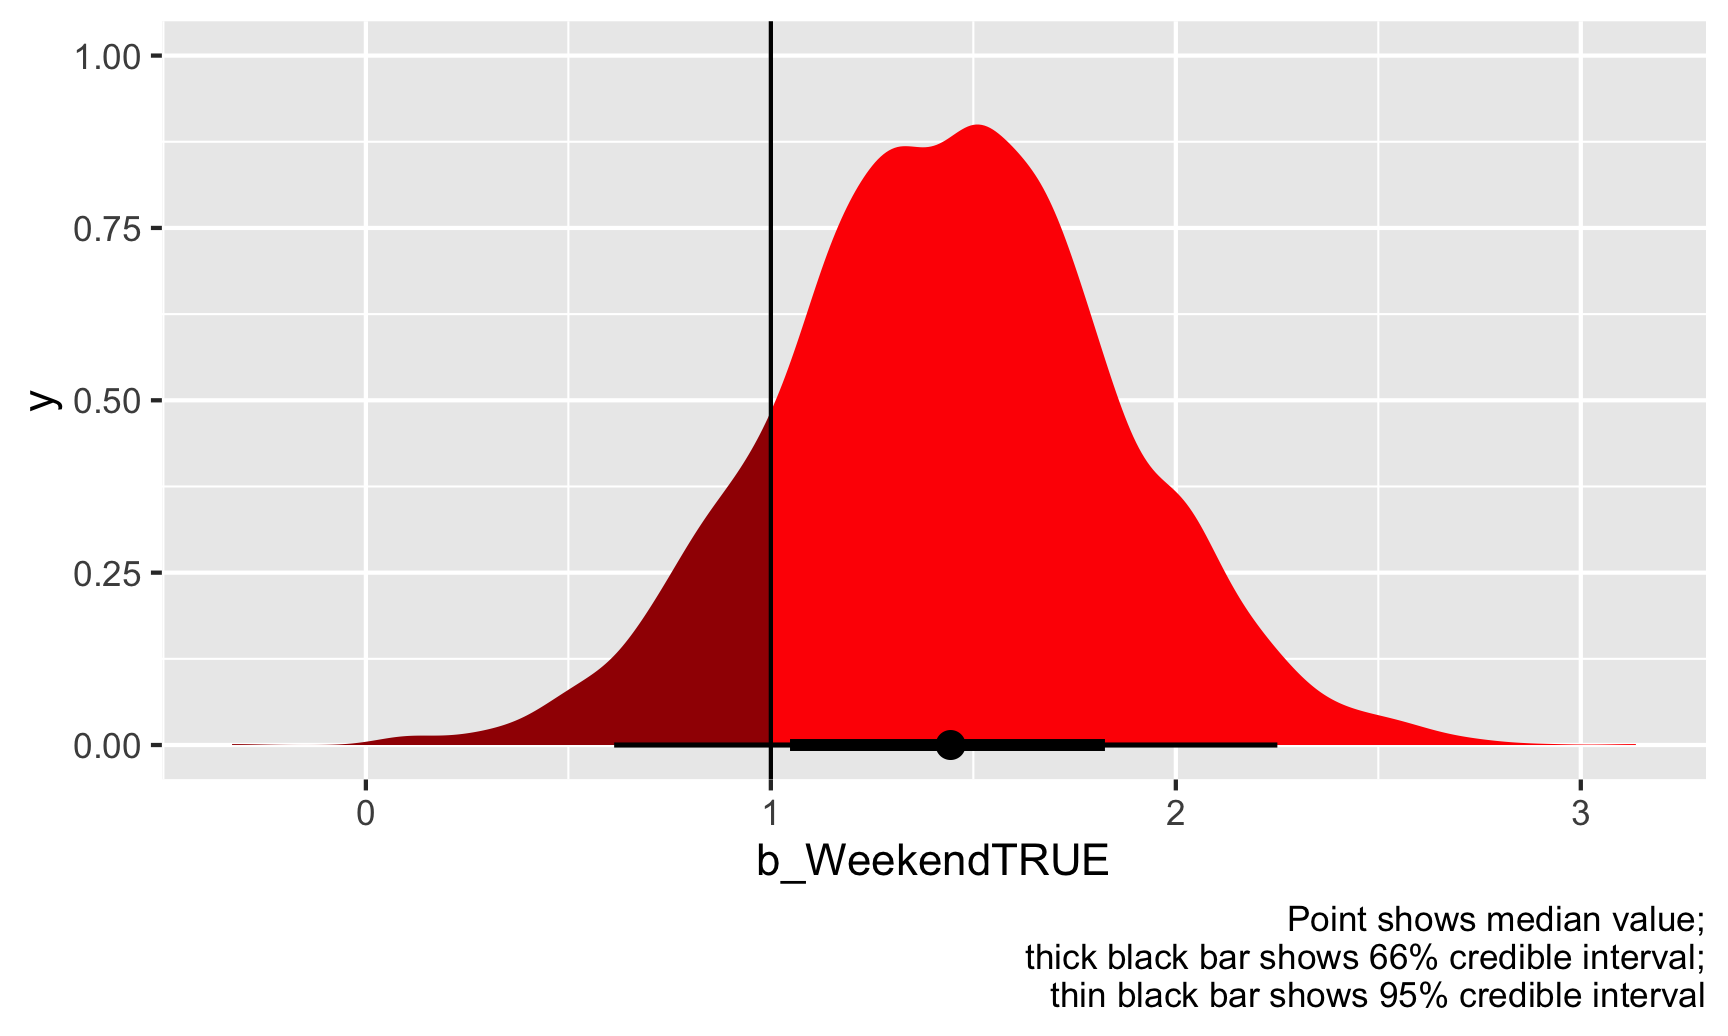 1.00
0.75
0.50
0.25
0.00
y
0 1 2 3
b_WeekendTRUE
Point shows median value;
thick black bar shows 66% credible interval;
thin black bar shows 95% credible interval